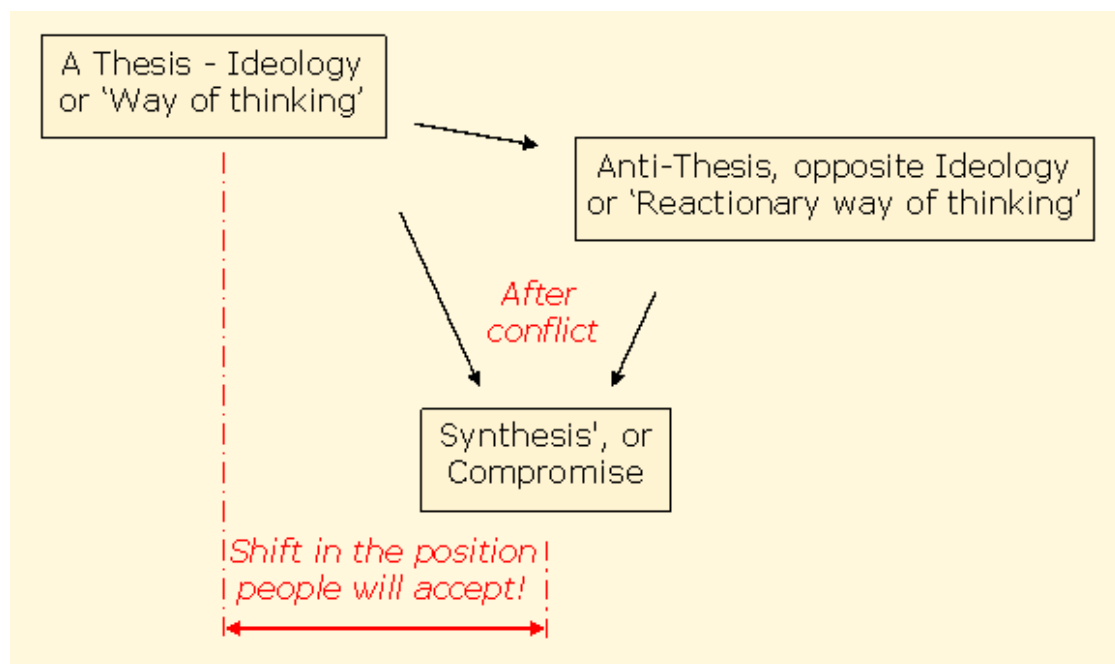 A Thesis - Ideology
or ‘Way of thinking’
Anti-Thesis, opposite Ideology
or ‘Reactionary way of thinking’
After
conflict
Synthesis', or
Compromise
Shift in the position
people will accept!